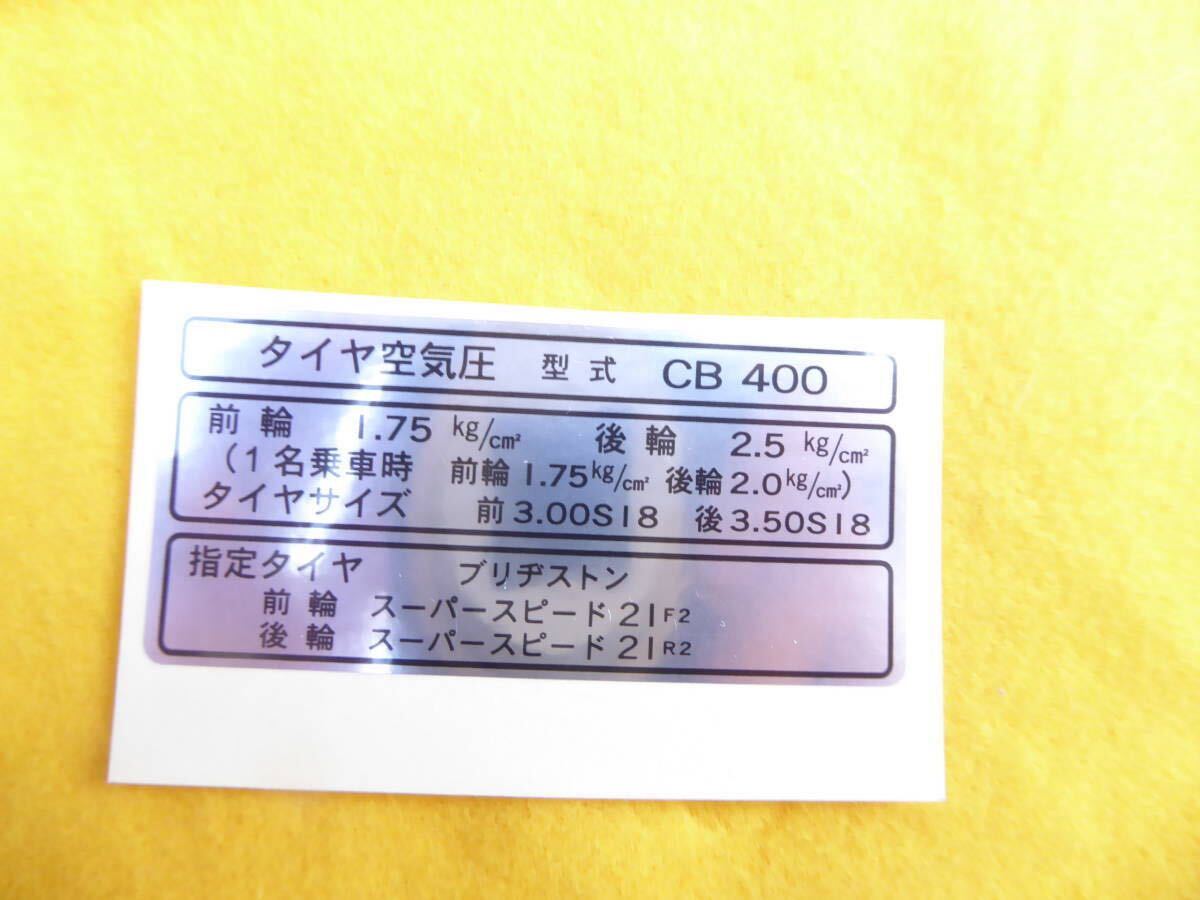 タイヤ空気圧 型式 CB 400
前輪 1.75 kg/cm² 後輪 2.5 kg/cm²
(1名乗車時 前輪1.75kg/cm² 後輪2.0kg/cm²)
タイヤサイズ 前3.00S18 後3.50S18
指定タイヤ ブリヂストン
前輪 スーパースピード21F2
後輪 スーパースピード21R2